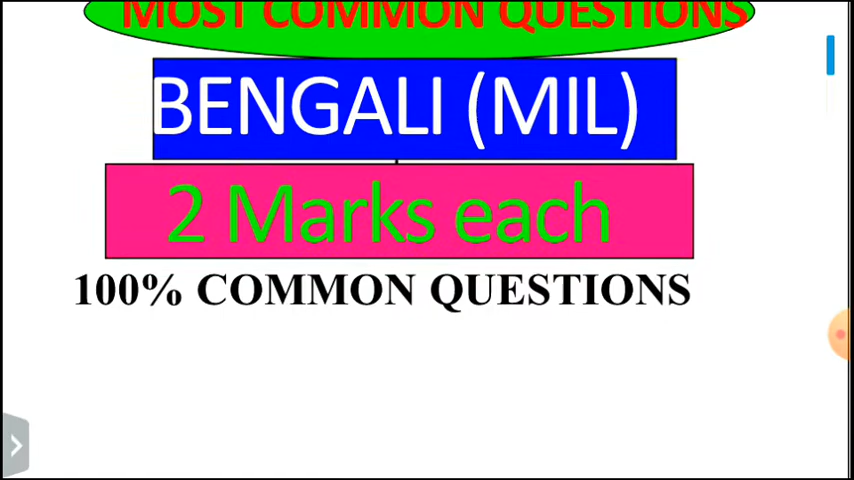 MOST COMMON QUESTIONS
BENGALI (MIL)
2 Marks each
100% COMMON QUESTIONS